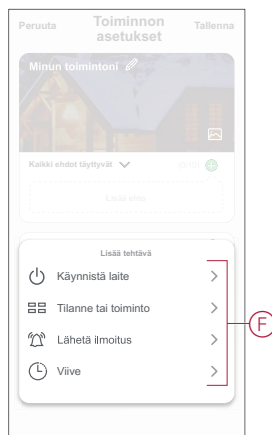 Peruuta
Toiminnon
asetukset
Tallenna
Minun toimintoni
Kaikki ehdot täyttyvät
Lisää ehto
Lisää tehtävä
Käynnistä laite
Tilanne tai toiminto
Lähetä ilmoitus
Viive
F